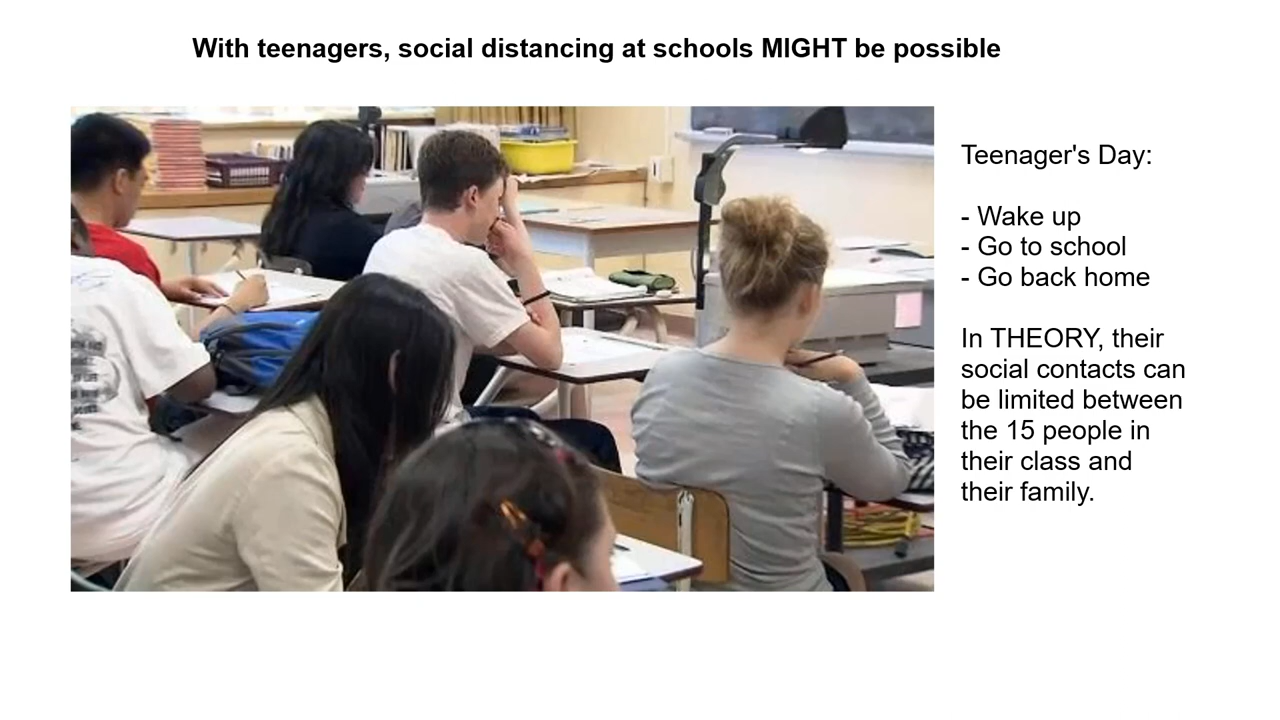 With teenagers, social distancing at schools MIGHT be possible
Teenager's Day:
- Wake up
- Go to school
- Go back home
In THEORY, their
social contacts can
be limited between
the 15 people in
their class and
their family.